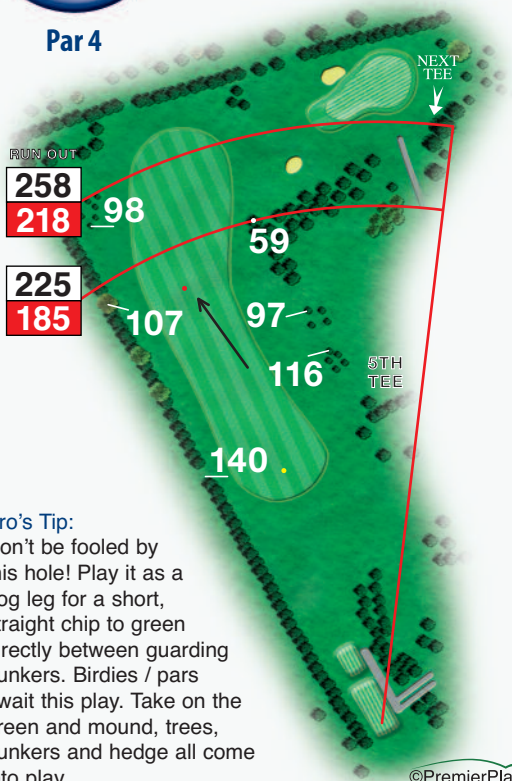 Par 4
NEXT
TEE
RUN OUT
258
218
98
59
225
185
107
97
116
5TH
TEE
140
ro's Tip:
on't be fooled by
is hole! Play it as a
og leg for a short,
traight chip to green
irectly between guarding
unkers. Birdies / pars
wait this play. Take on the
reen and mound, trees,
unkers and hedge all come
to play
©PremierPla